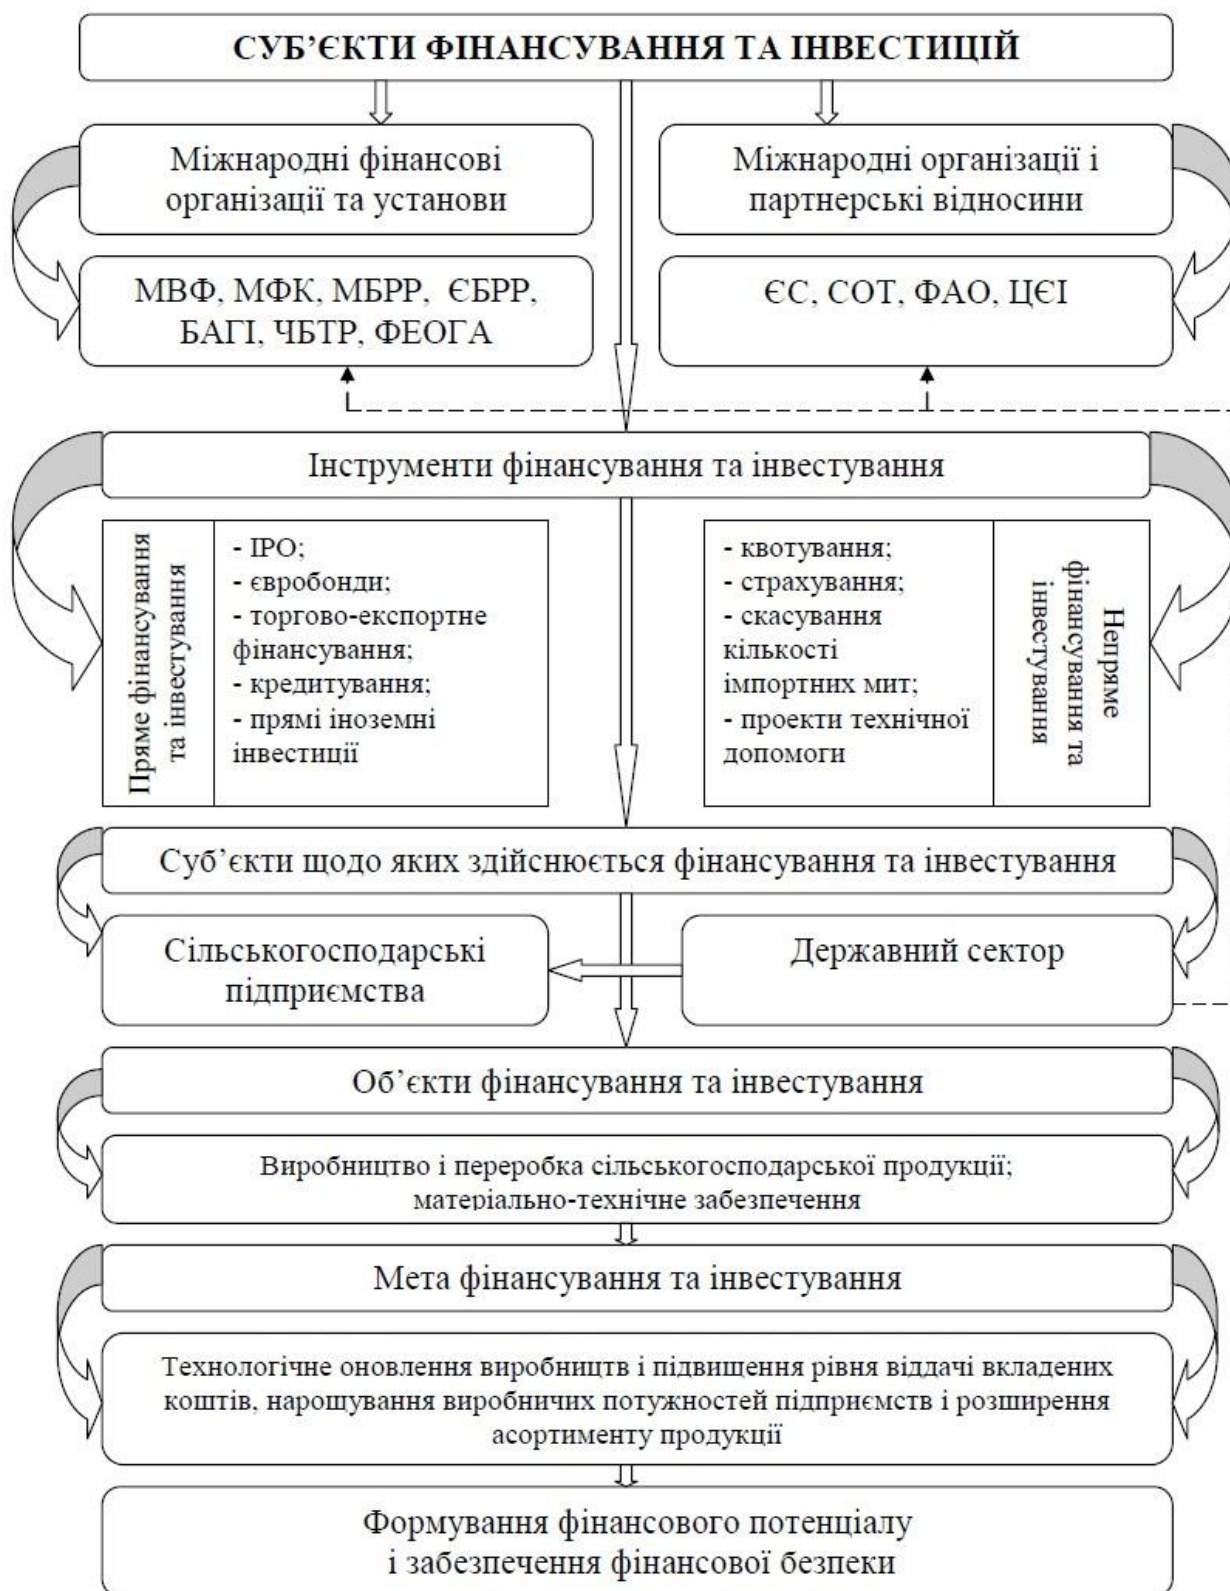 СУБ’ЄКТИ ФІНАНСУВАННЯ ТА ІНВЕСТИЦІЙ
Міжнародні фінансові
організації та установи
Міжнародні організації і
партнерські відносини
МВФ, МФК, МБРР, ЄБРР,
БАГІ, ЧБТР, ФЕОГА
ЄС, СОТ, ФАО, ЦЄІ
Інструменти фінансування та інвестування
Пряме фінансування
та інвестування
- IPO;
- євробонди;
- торгово-експортне
фінансування;
- кредитування;
- прямі іноземні
інвестиції
- квотування;
- страхування;
- скасування
кількості
імпортних мит;
- проекти технічної
допомоги
Непряме
фінансування та
інвестування
Суб’єкти щодо яких здійснюється фінансування та інвестування
Сільськогосподарські
підприємства
Державний сектор
Об’єкти фінансування та інвестування
Виробництво і переробка сільськогосподарської продукції;
матеріально-технічне забезпечення
Мета фінансування та інвестування
Технологічне оновлення виробництв і підвищення рівня віддачі вкладених
коштів, нарощування виробничих потужностей підприємств і розширення
асортименту продукції
Формування фінансового потенціалу
і забезпечення фінансової безпеки